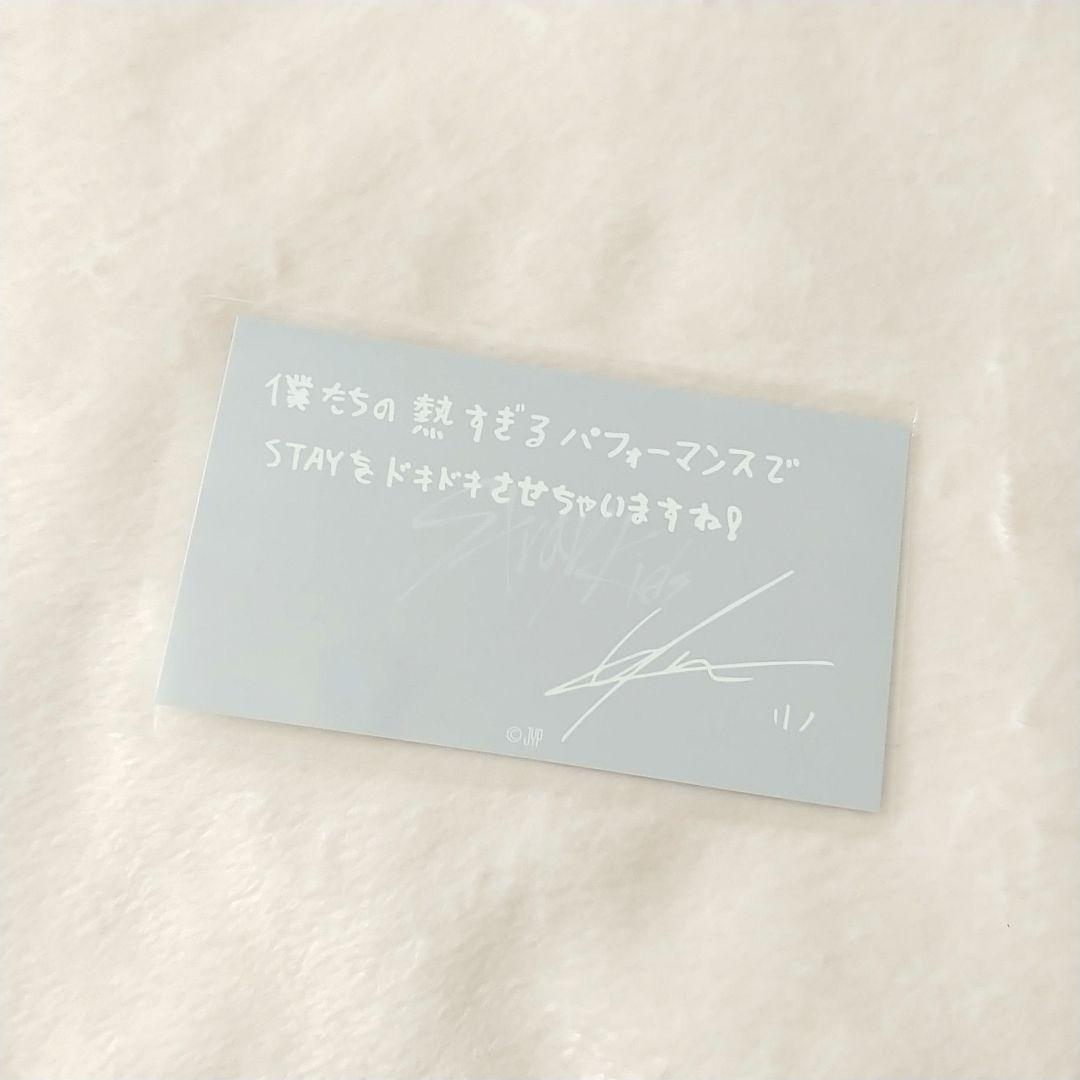 僕たちの熱すぎるパフォーマンスで
STAYをドキドキさせちゃいますね!
Stray Kids
リノ
©JYP